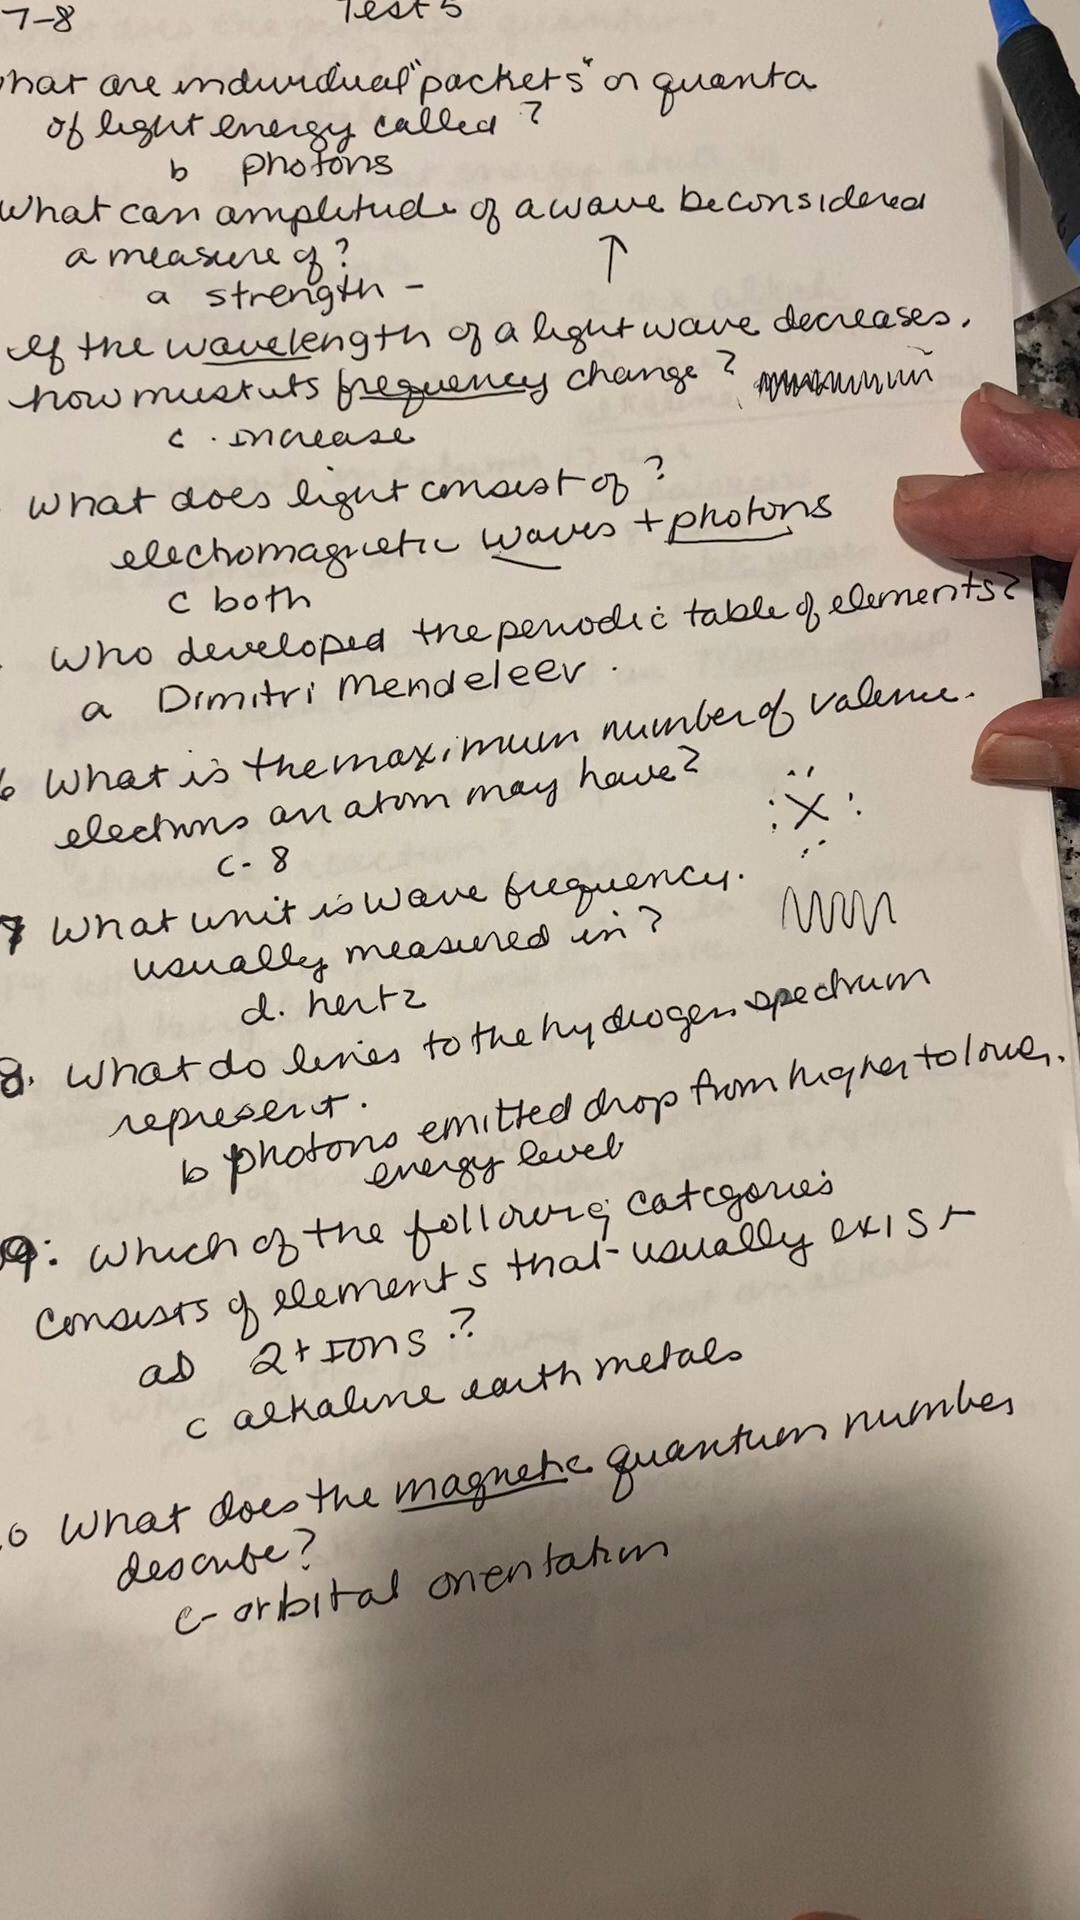 7-8 Test 5
hat are individual "packets" or quanta
of light energy called?
b photons
What can amplitude of a wave be considered
a measure of? ↑
a strength -
If the wavelength of a light wave decreases.
how must its frequency change?
c. increase
What does light consist of?
electromagnetic waves + photons
c both
Who developed the periodic table of elements?
a Dimitri Mendeleev.
6 What is the maximum number of valence.
electrons an atom may have? :X:
c-8
7 What unit is wave frequency.
usually measured in?
d. hertz
8. What do lines to the hydrogen spectrum
represent.
b photons emitted drop from higher to lower.
energy level
9: Which of the following categories
consists of elements that usually exist
as 2+ Ions?
c alkaline earth metals
0 What does the magnetic quantum number
describe?
c- orbital orientation